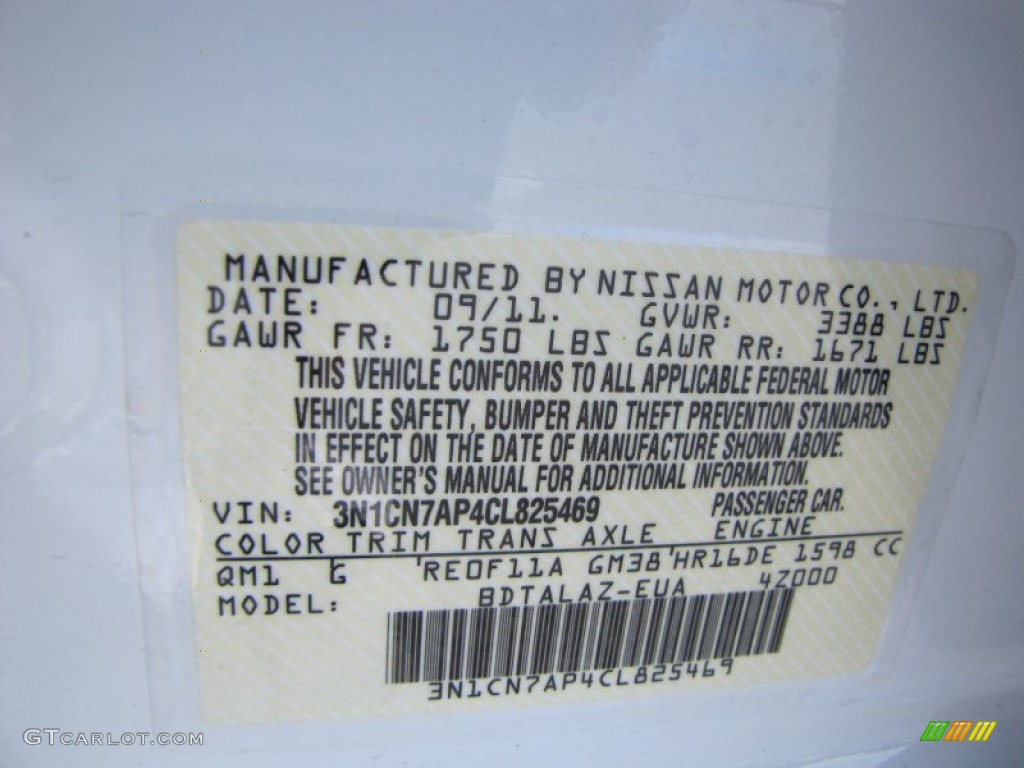 MANUFACTURED BY NISSAN MOTOR CO., LTD.
DATE: 09/11. GVWR: 3388 LBS
GAWR FR: 1750 LBS GAWR RR: 1671 LBS
THIS VEHICLE CONFORMS TO ALL APPLICABLE FEDERAL MOTOR
VEHICLE SAFETY, BUMPER AND THEFT PREVENTION STANDARDS
IN EFFECT ON THE DATE OF MANUFACTURE SHOWN ABOVE.
SEE OWNER'S MANUAL FOR ADDITIONAL INFORMATION.
VIN: 3N1CN7AP4CL825469 PASSENGER CAR.
COLOR TRIM TRANS AXLE ENGINE
QM1 G 'RE0F11A GM38'HR16DE 1598 CC
MODEL: BDTALAZ-EUA 4Z000
3N1CN7AP4CL825469
GTCARLOT.COM